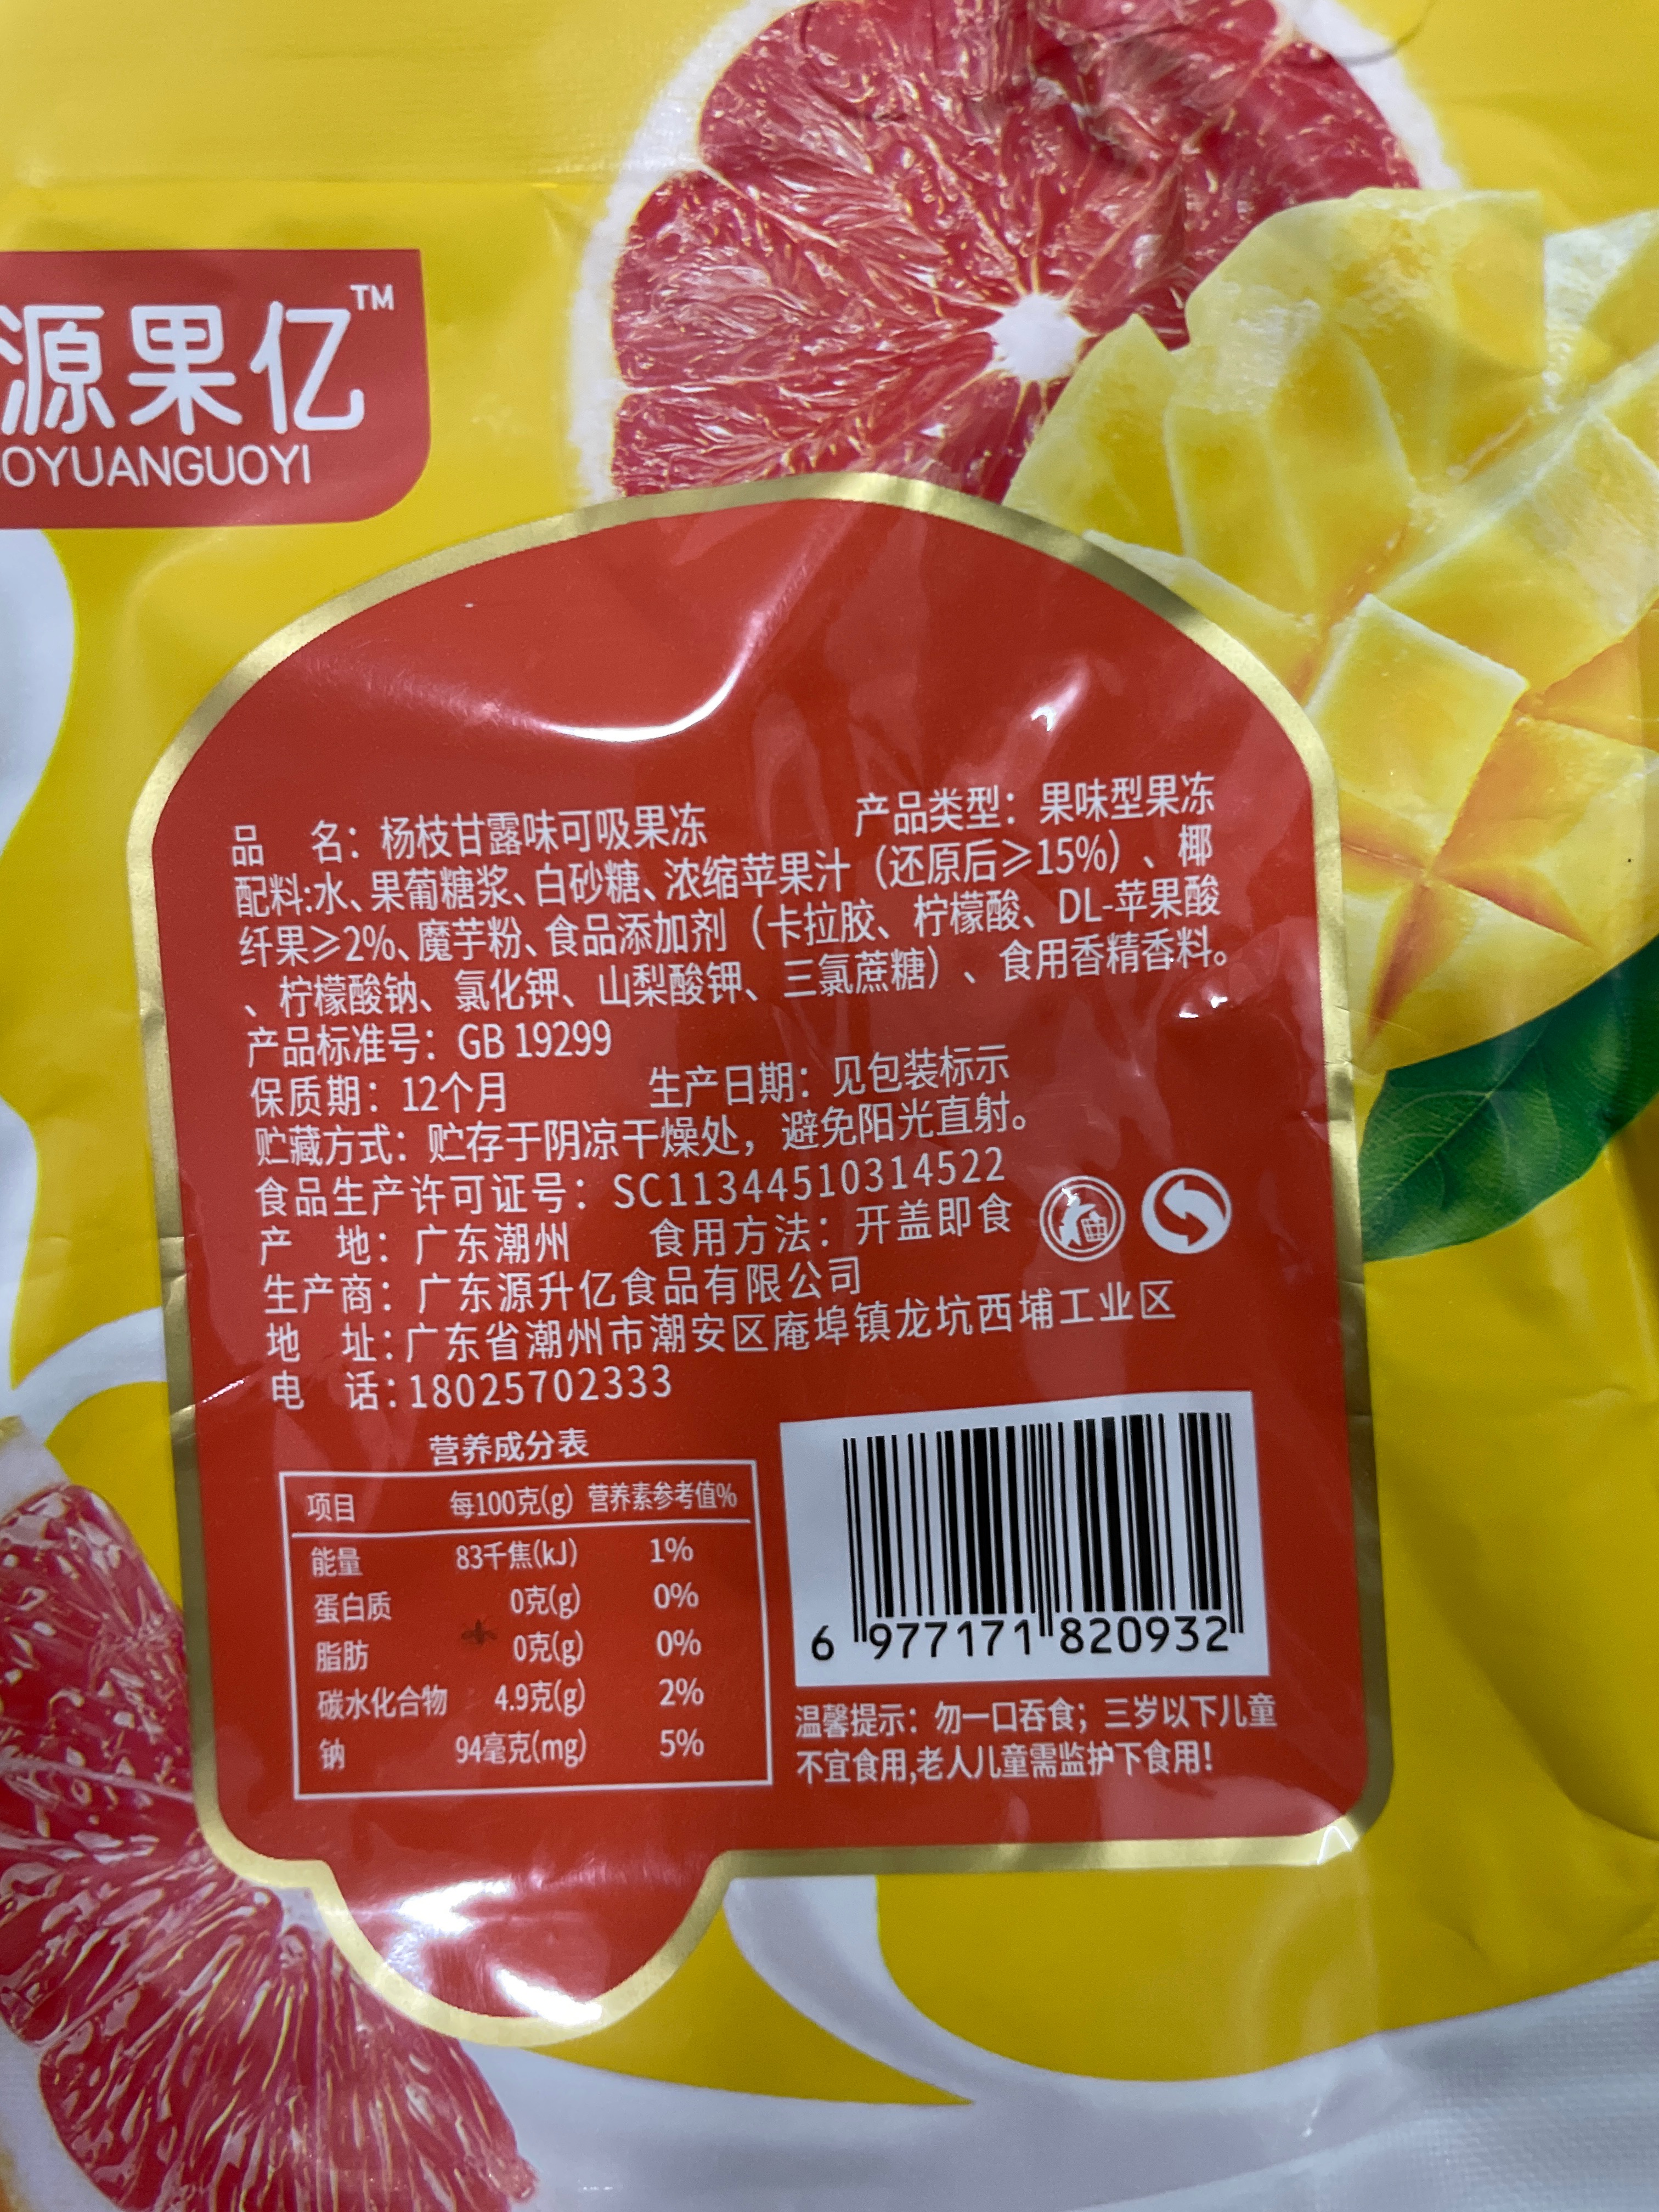 源果亿™
OYUANGUOYI
品 名：杨枝甘露味可吸果冻 产品类型：果味型果冻
配料:水、果葡糖浆、白砂糖、浓缩苹果汁（还原后≥15%）、椰
纤果≥2%、魔芋粉、食品添加剂（卡拉胶、柠檬酸、DL-苹果酸
、柠檬酸钠、氯化钾、山梨酸钾、三氯蔗糖）、食用香精香料。
产品标准号：GB 19299
保质期：12个月 生产日期：见包装标示
贮藏方式：贮存于阴凉干燥处，避免阳光直射。
食品生产许可证号：SC11344510314522
产 地：广东潮州 食用方法：开盖即食
生产商：广东源升亿食品有限公司
地 址:广东省潮州市潮安区庵埠镇龙坑西埔工业区
电 话:18025702333
营养成分表
项目 每100克(g) 营养素参考值%
能量 83千焦(kJ) 1%
蛋白质 0克(g) 0%
脂肪 0克(g) 0%
碳水化合物 4.9克(g) 2%
钠 94毫克(mg) 5%
6 977171 820932
温馨提示：勿一口吞食；三岁以下儿童
不宜食用,老人儿童需监护下食用！